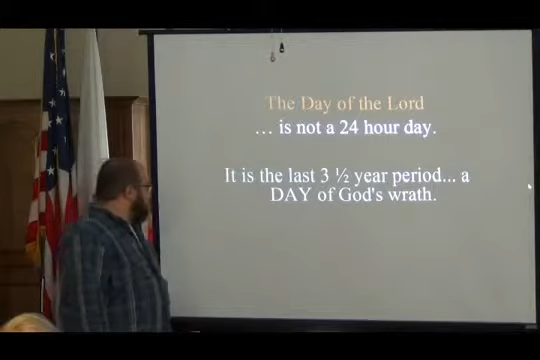 The Day of the Lord
… is not a 24 hour day.
It is the last 3 ½ year period... a
DAY of God's wrath.